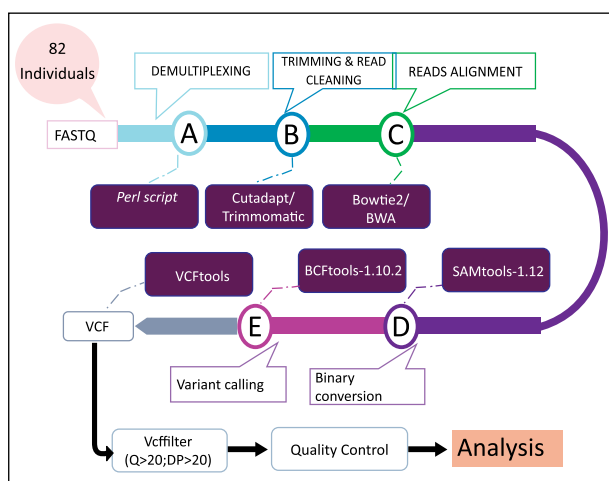 82
Individuals
DEMULTIPLEXING
TRIMMING & READ
CLEANING
READS ALIGNMENT
FASTQ
A
B
C
Perl script
Cutadapt/
Trimmomatic
Bowtie2/
BWA
VCFtools
BCFtools-1.10.2
SAMtools-1.12
VCF
E
D
Variant calling
Binary
conversion
Vcffilter
(Q>20;DP>20)
Quality Control
Analysis